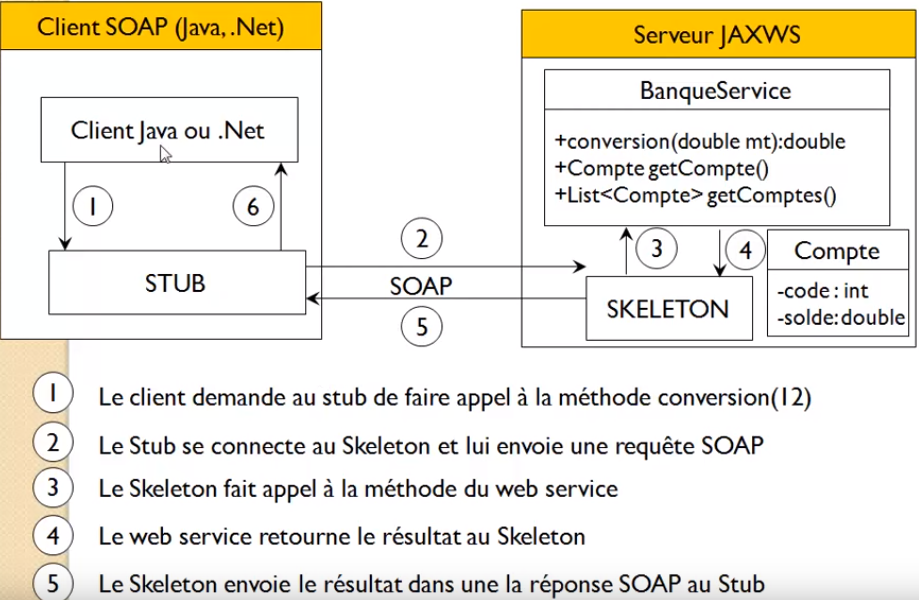 Client SOAP (Java, .Net)
Serveur JAXWS
Client Java ou .Net
BanqueService
+conversion(double mt):double
+Compte getCompte()
+List<Compte> getComptes()
1
6
2
3
4
Compte
STUB
SOAP
SKELETON
-code : int
-solde: double
5
1 Le client demande au stub de faire appel à la méthode conversion(12)
2 Le Stub se connecte au Skeleton et lui envoie une requête SOAP
3 Le Skeleton fait appel à la méthode du web service
4 Le web service retourne le résultat au Skeleton
5 Le Skeleton envoie le résultat dans une la réponse SOAP au Stub